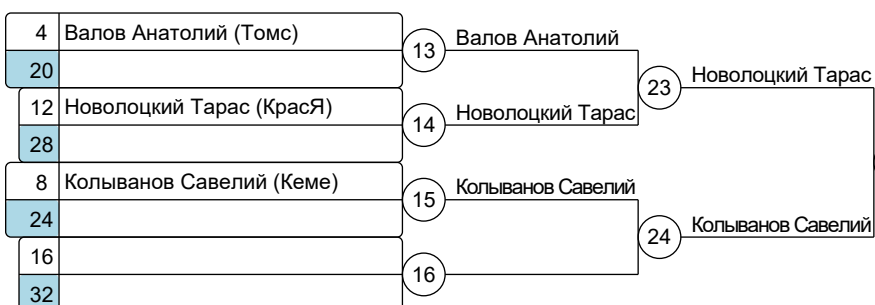 4 Валов Анатолий (Томс)
20
12 Новолоцкий Тарас (КрасЯ)
28
8 Колыванов Савелий (Кеме)
24
16
32
13 Валов Анатолий
14 Новолоцкий Тарас
15 Колыванов Савелий
16
23 Новолоцкий Тарас
24 Колыванов Савелий